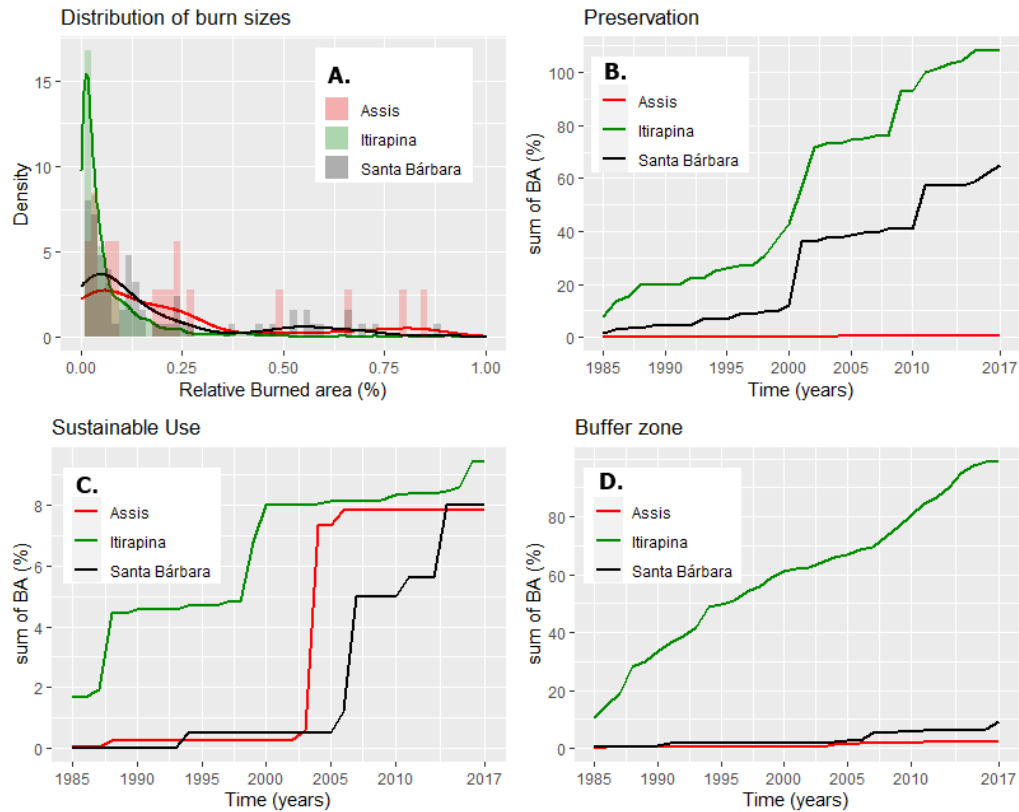 Distribution of burn sizes
A.
Assis
Itirapina
Santa Bárbara
Density
15
10
5
0
0.00 0.25 0.50 0.75 1.00
Relative Burned area (%)
Preservation
B.
Assis
Itirapina
Santa Bárbara
sum of BA (%)
100
80
60
40
20
0
1985 1990 1995 2000 2005 2010 2017
Time (years)
Sustainable Use
C.
Assis
Itirapina
Santa Bárbara
sum of BA (%)
8
6
4
2
0
1985 1990 1995 2000 2005 2010 2017
Time (years)
Buffer zone
D.
Assis
Itirapina
Santa Bárbara
sum of BA (%)
80
60
40
20
0
1985 1990 1995 2000 2005 2010 2017
Time (years)